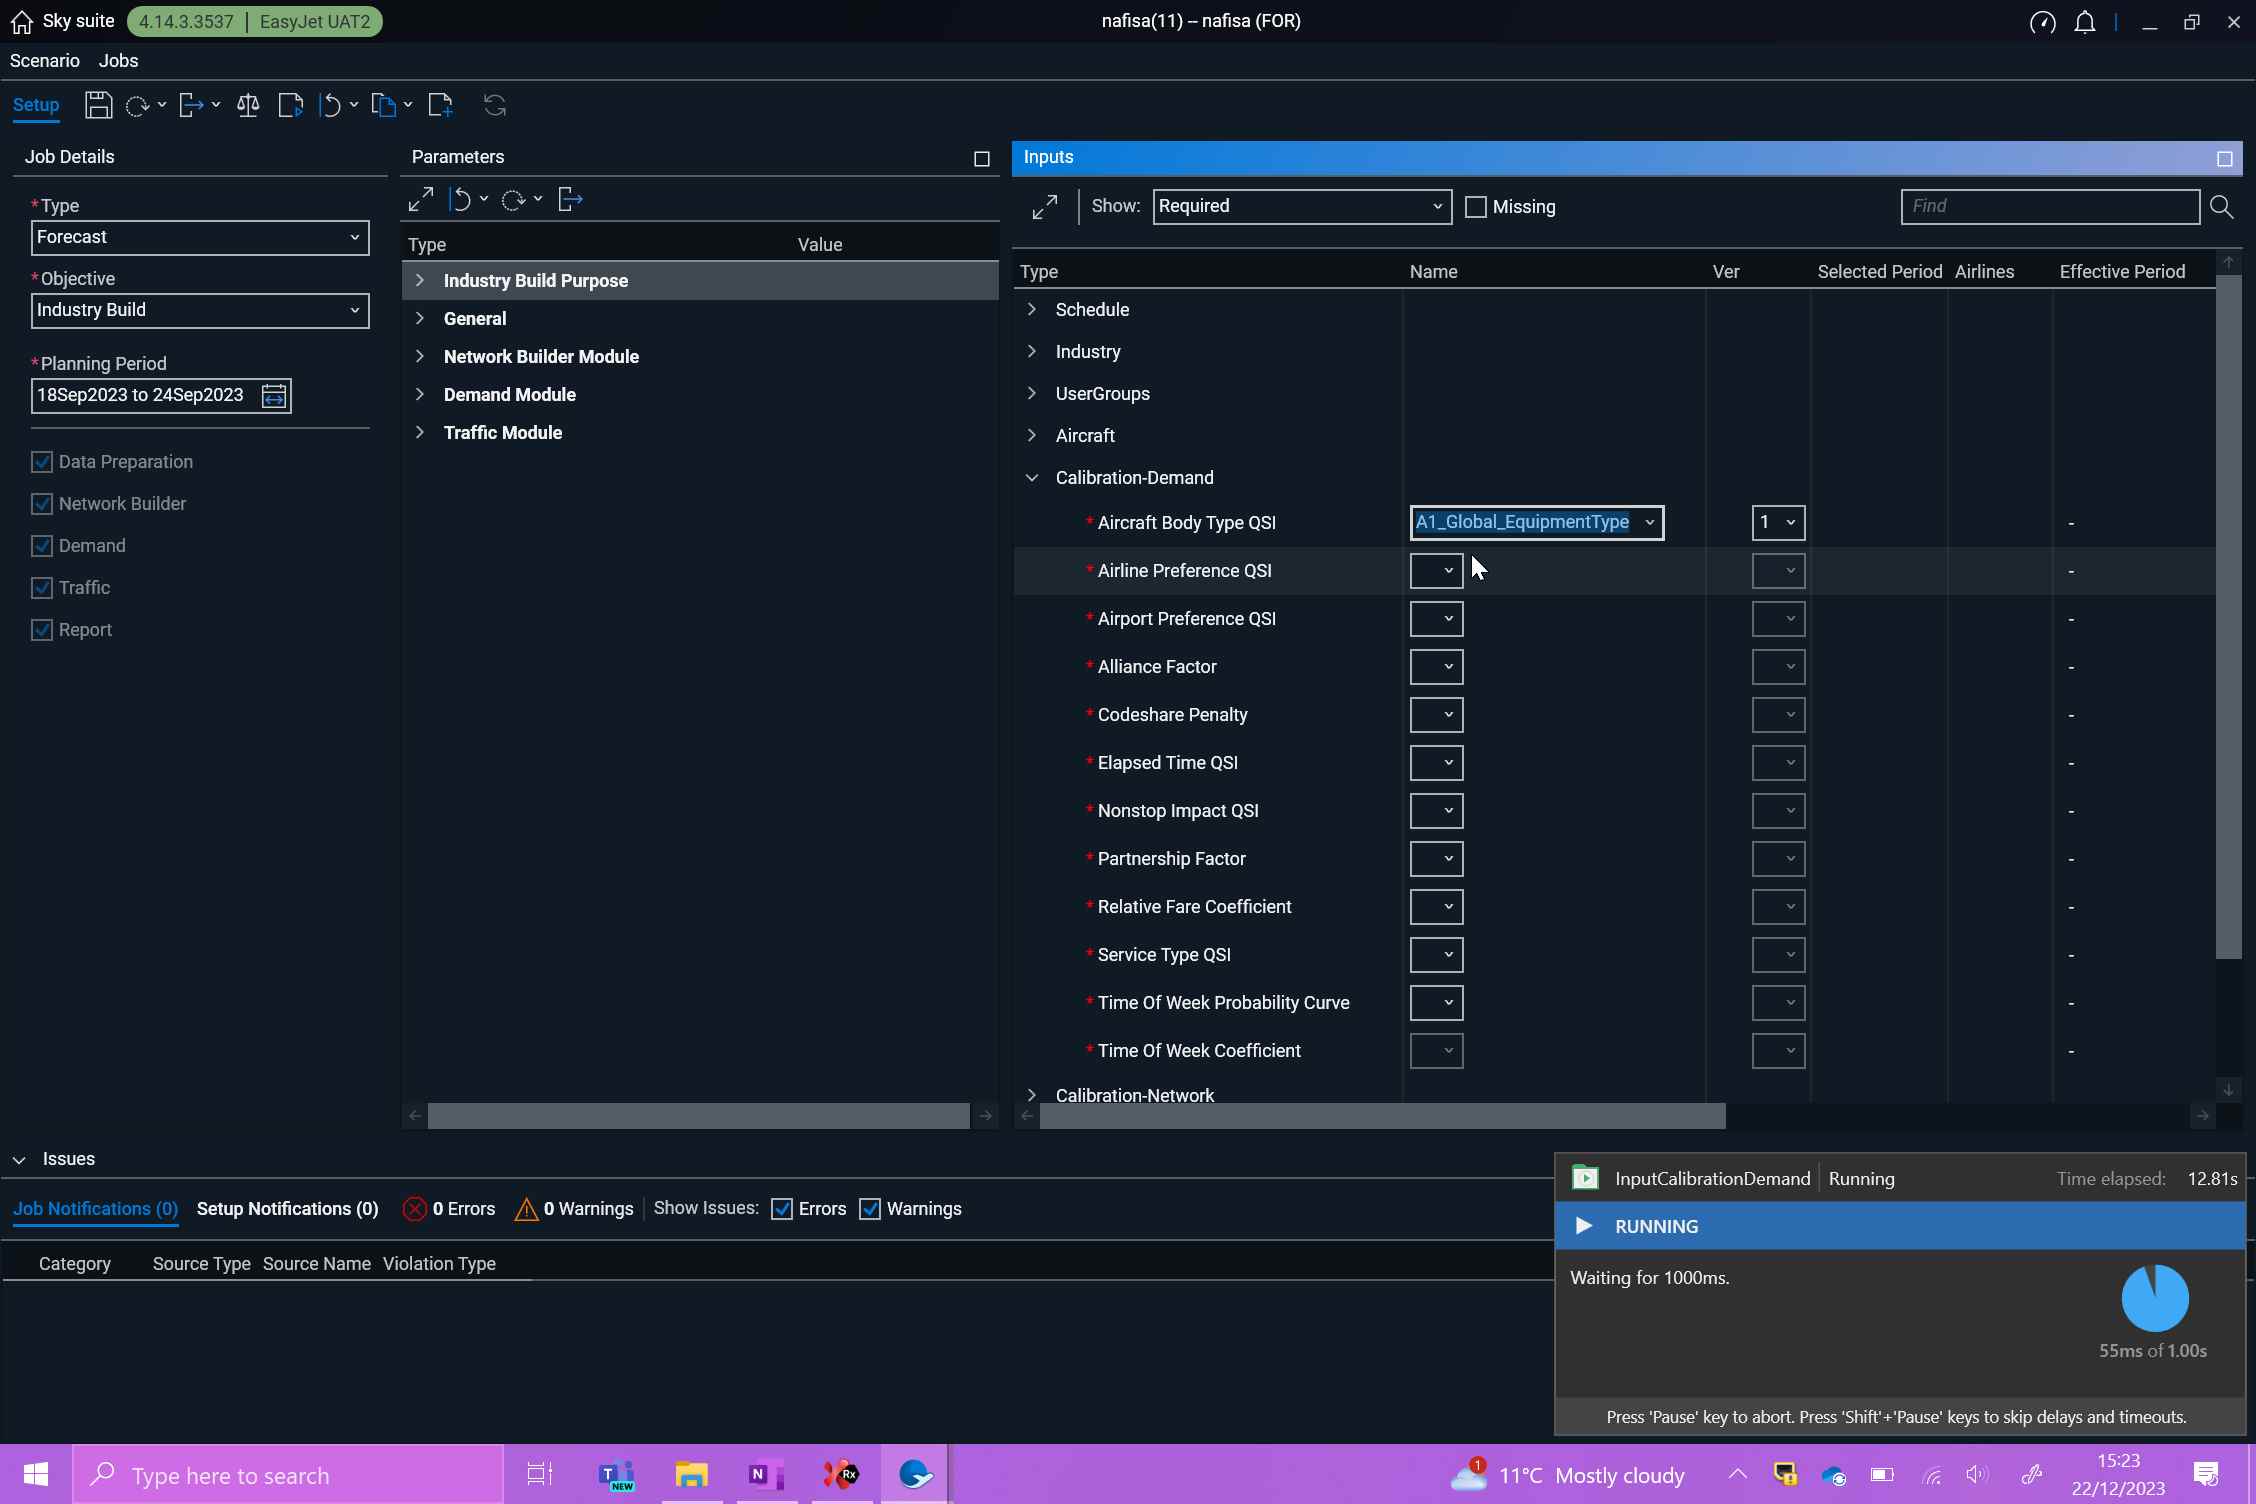 Sky suite 4.14.3.3537 | EasyJet UAT2 nafisa(11) -- nafisa (FOR)
Scenario Jobs
Setup
Job Details
*Type
Forecast
*Objective
Industry Build
*Planning Period
18Sep2023 to 24Sep2023
Data Preparation
Network Builder
Demand
Traffic
Report
Parameters
Type Value
Industry Build Purpose
General
Network Builder Module
Demand Module
Traffic Module
Inputs
Show: Required Missing Find
Type Name Ver Selected Period Airlines Effective Period
Schedule
Industry
UserGroups
Aircraft
Calibration-Demand
* Aircraft Body Type QSI A1_Global_EquipmentType 1 -
* Airline Preference QSI -
* Airport Preference QSI -
* Alliance Factor -
* Codeshare Penalty -
* Elapsed Time QSI -
* Nonstop Impact QSI -
* Partnership Factor -
* Relative Fare Coefficient -
* Service Type QSI -
* Time Of Week Probability Curve -
* Time Of Week Coefficient -
Calibration-Network
Issues
Job Notifications (0) Setup Notifications (0) 0 Errors 0 Warnings Show Issues: Errors Warnings
Category Source Type Source Name Violation Type
InputCalibrationDemand | Running Time elapsed: 12.81s
RUNNING
Waiting for 1000ms.
55ms of 1.00s
Press 'Pause' key to abort. Press 'Shift'+'Pause' keys to skip delays and timeouts.
Type here to search
T
NEW
N
Rx
1
11°C Mostly cloudy
15:23
22/12/2023